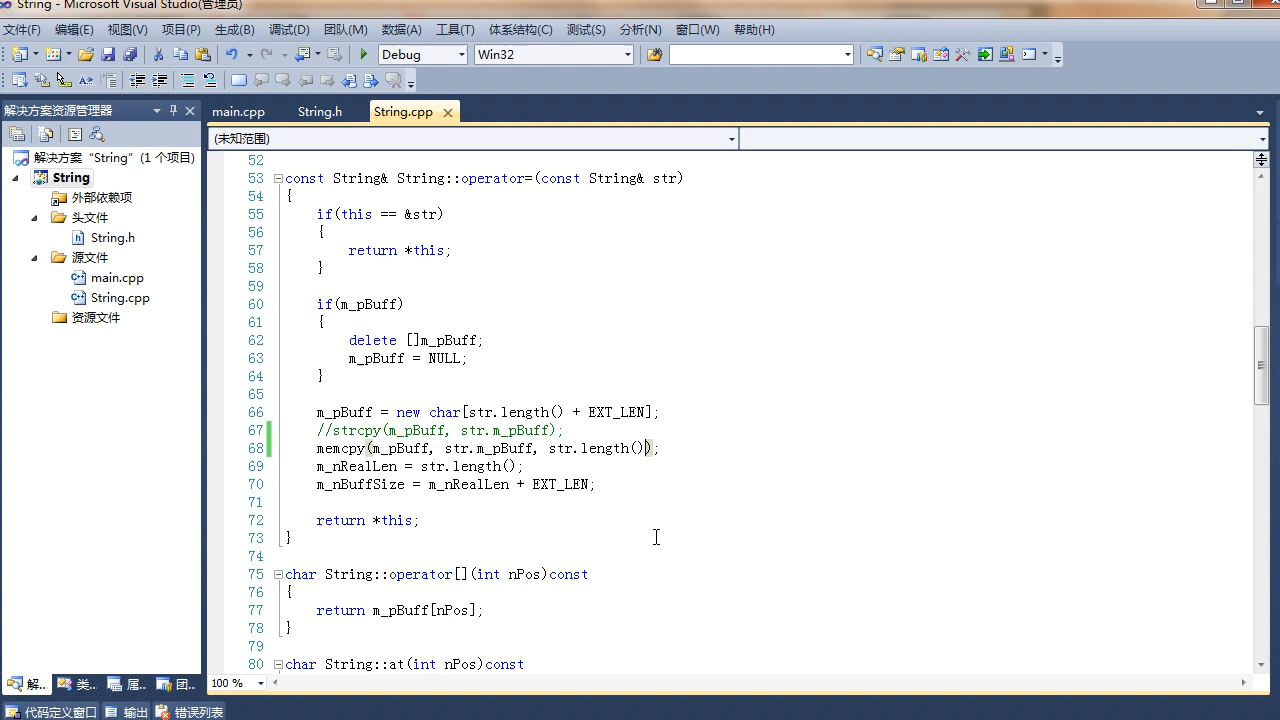 String - Microsoft Visual Studio(管理员)
文件(F) 编辑(E) 视图(V) 项目(P) 生成(B) 调试(D) 团队(M) 数据(A) 工具(T) 体系结构(C) 测试(S) 分析(N) 窗口(W) 帮助(H)
Debug Win32
解决方案资源管理器
main.cpp String.h String.cpp
(未知范围)
解决方案 “String” (1 个项目)
String
外部依赖项
头文件
String.h
源文件
main.cpp
String.cpp
资源文件
52
53 const String& String::operator=(const String& str)
54 {
55 if(this == &str)
56 {
57 return *this;
58 }
59
60 if(m_pBuff)
61 {
62 delete []m_pBuff;
63 m_pBuff = NULL;
64 }
65
66 m_pBuff = new char[str.length() + EXT_LEN];
67 //strcpy(m_pBuff, str.m_pBuff);
68 memcpy(m_pBuff, str.m_pBuff, str.length());
69 m_nRealLen = str.length();
70 m_nBuffSize = m_nRealLen + EXT_LEN;
71
72 return *this;
73 }
74
75 char String::operator[](int nPos)const
76 {
77 return m_pBuff[nPos];
78 }
79
80 char String::at(int nPos)const
解... 类... 属... 团...
100 %
代码定义窗口 输出 错误列表